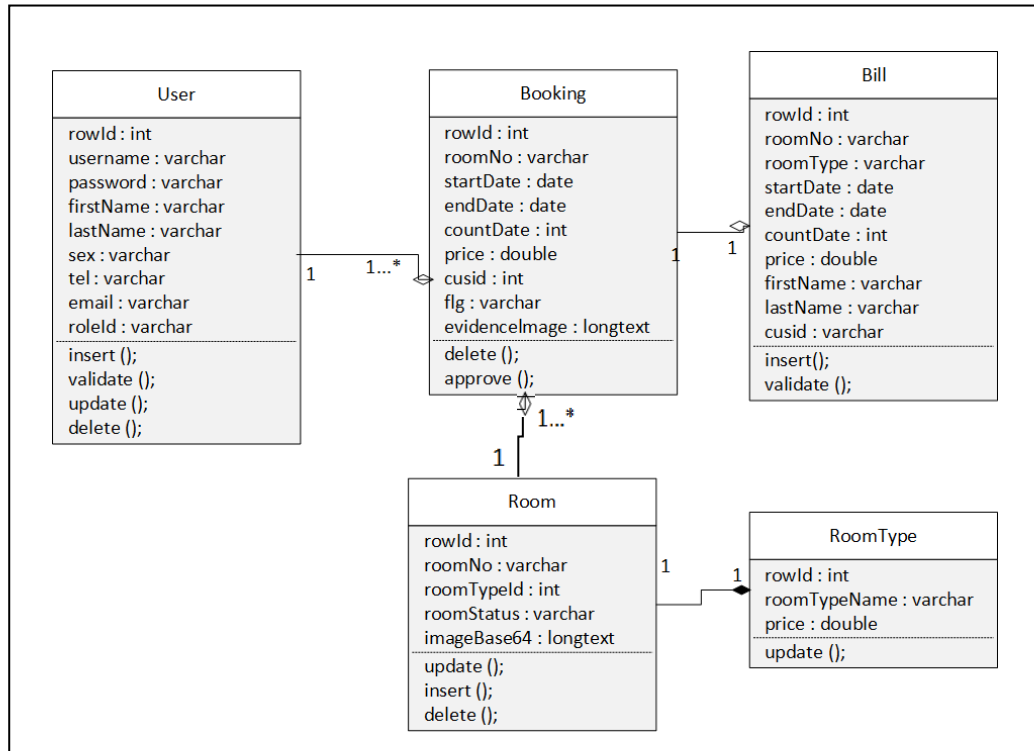 User
rowId : int
username : varchar
password : varchar
firstName : varchar
lastName : varchar
sex : varchar
tel : varchar
email : varchar
roleId : varchar
insert ();
validate ();
update ();
delete ();
1
1...*
Booking
rowId : int
roomNo : varchar
startDate : date
endDate : date
countDate : int
price : double
cusid : int
flg : varchar
evidenceImage : longtext
delete ();
approve ();
1
1
Bill
rowId : int
roomNo : varchar
roomType : varchar
startDate : date
endDate : date
countDate : int
price : double
firstName : varchar
lastName : varchar
cusid : varchar
insert();
validate ();
1...*
1
Room
rowId : int
roomNo : varchar
roomTypeId : int
roomStatus : varchar
imageBase64 : longtext
update ();
insert ();
delete ();
1
1
RoomType
rowId : int
roomTypeName : varchar
price : double
update ();